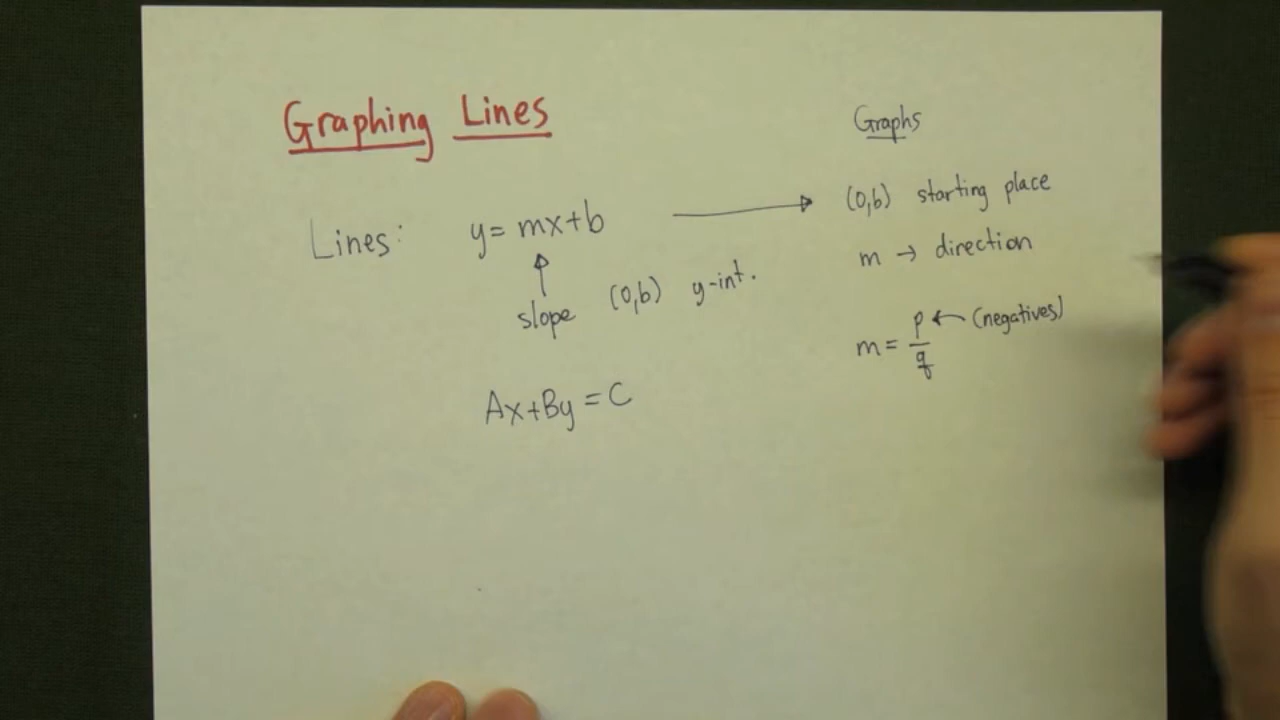 Graphing Lines
Graphs
Lines: y = mx+b → (0,b) starting place
↑ slope (0,b) y-int.
m → direction
m = p/q ← (negatives)
Ax+By = C